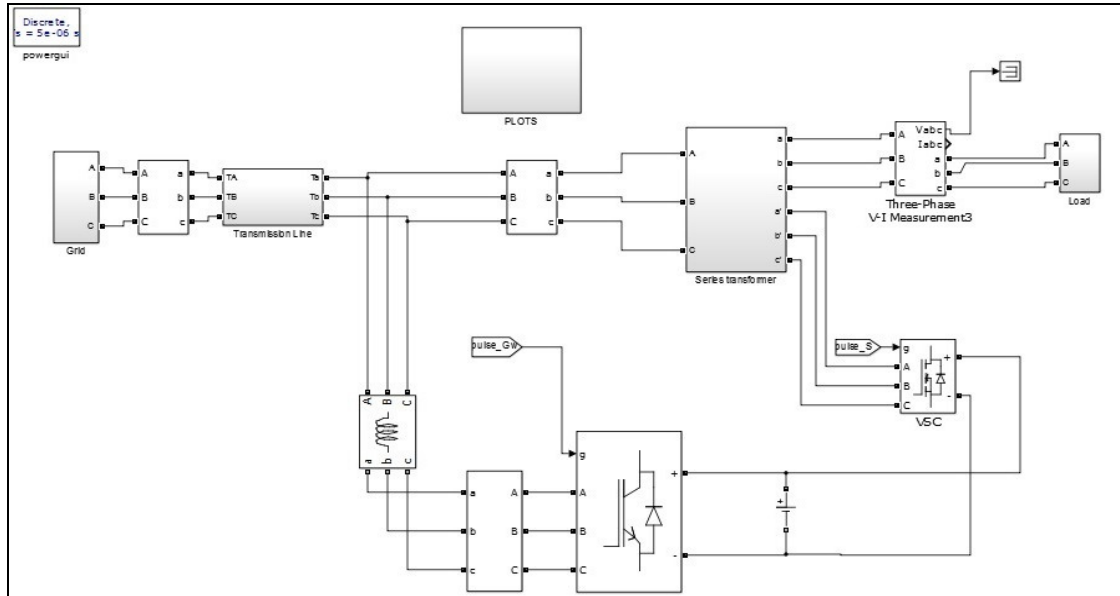 Discrete,
s = 5e-06 s
powergui
PLOTS
A
B
C
Grid
A
B
C
a
b
c
TA
TB
TC
Ta
Tb
Tc
Transmission Line
A
B
C
a
b
c
A
B
C
a
b
c
a'
b'
c'
Series transformer
A
B
C
Vabc
Iabc
a
b
c
Three-Phase
V-I Measurement3
A
B
C
Load
pulse_Gw
pulse_S
g
A
B
C
+
-
VSC
A
B
C
a
b
c
a
b
c
A
B
C
g
A
B
C
+
-
+